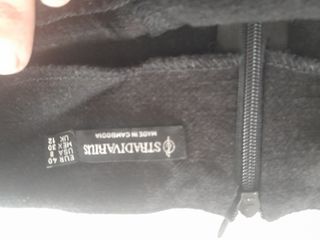 STRADIVARIUS
MADE IN CAMBODIA
EUR 40
USA 8
MEX 30
UK 12